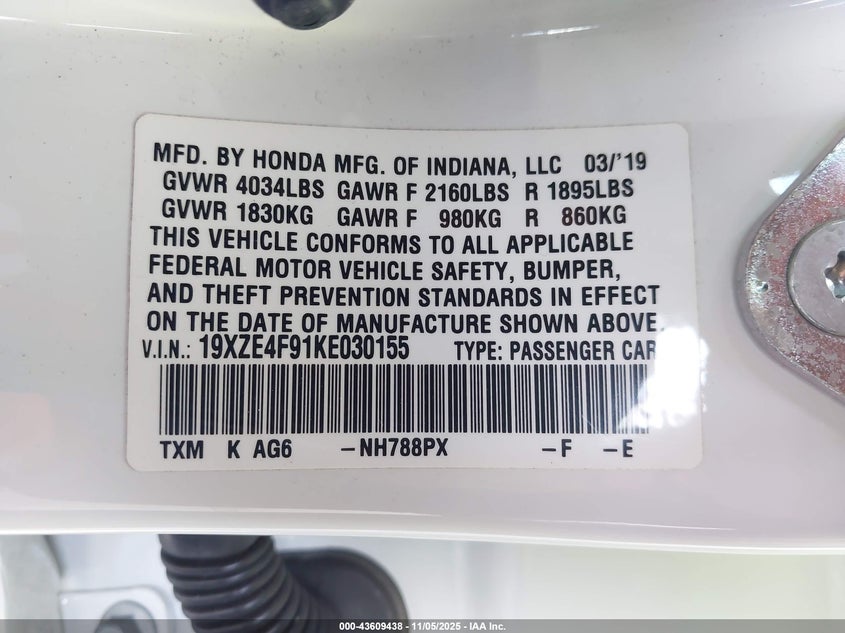 MFD. BY HONDA MFG. OF INDIANA, LLC 03/'19
GVWR 4034LBS GAWR F 2160LBS R 1895LBS
GVWR 1830KG GAWR F 980KG R 860KG
THIS VEHICLE CONFORMS TO ALL APPLICABLE
FEDERAL MOTOR VEHICLE SAFETY, BUMPER,
AND THEFT PREVENTION STANDARDS IN EFFECT
ON THE DATE OF MANUFACTURE SHOWN ABOVE.
V.I.N.: 19XZE4F91KE030155 TYPE: PASSENGER CAR
TXM K AG6 -NH788PX -F -E
000-43609438 - 11/05/2025 - IAA Inc.